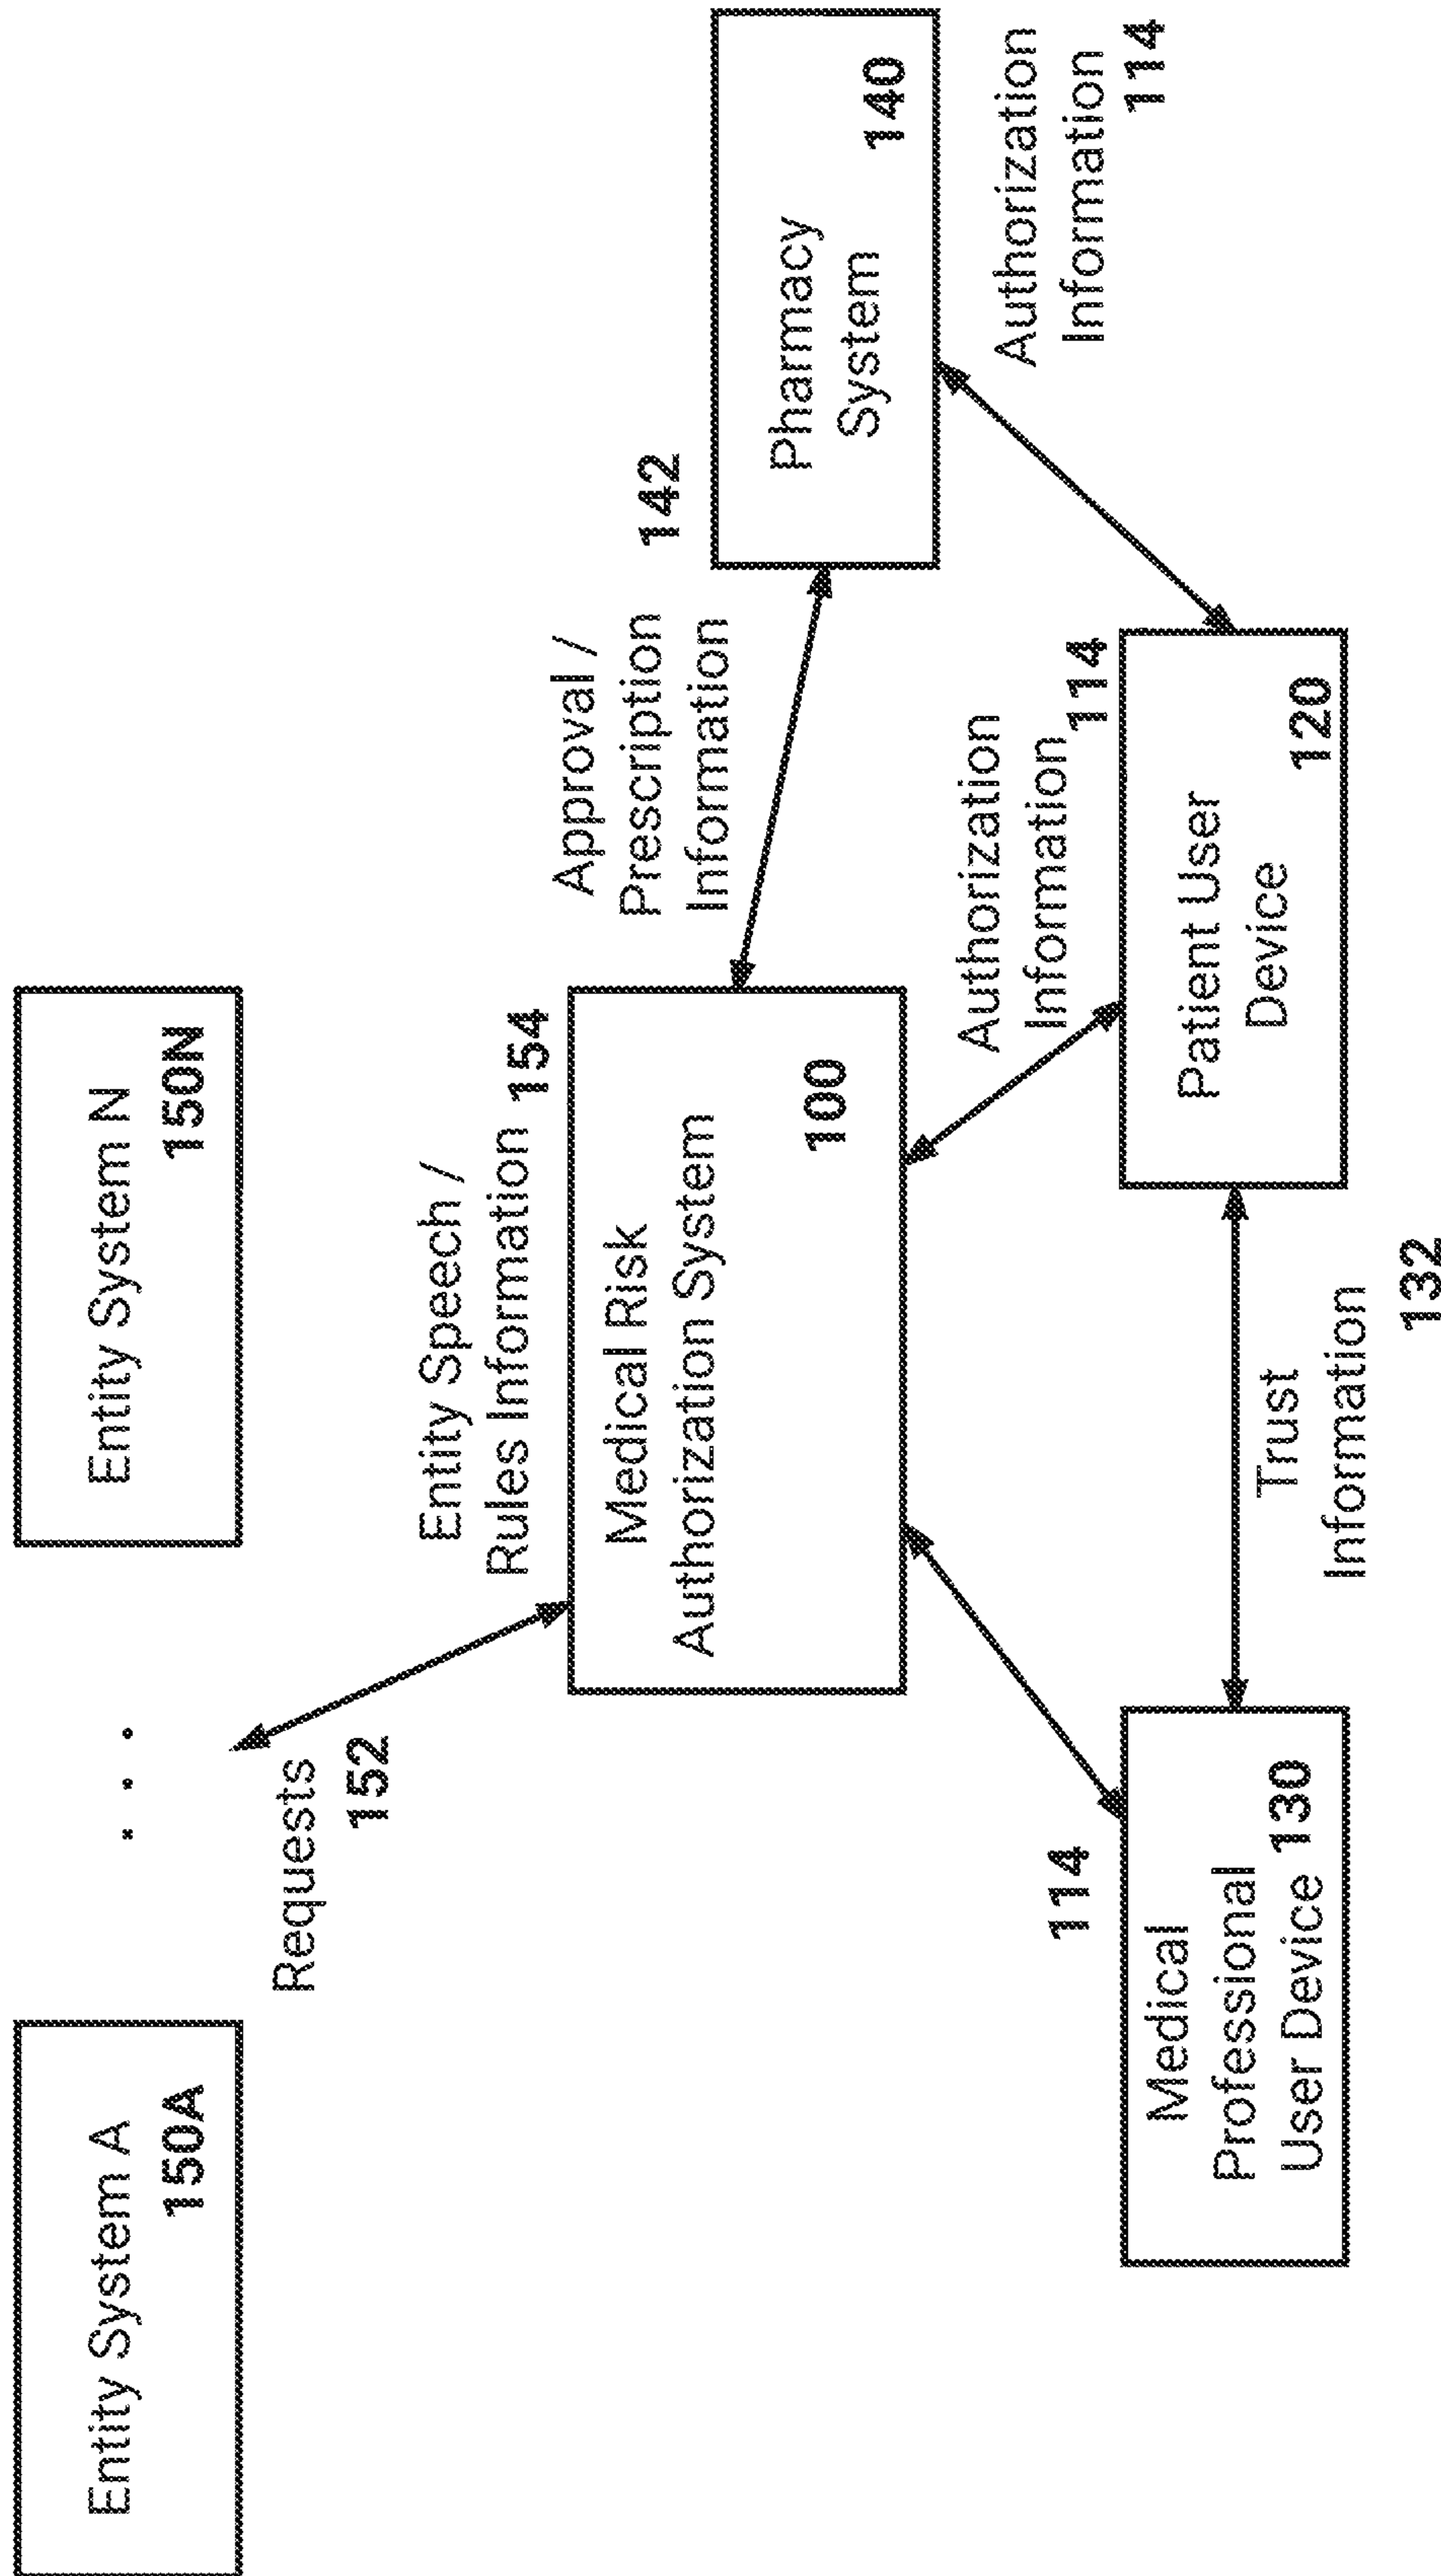 Entity System A
150A
. . .
Entity System N
150N
Requests
152
Entity Speech /
Rules Information 154
Medical Risk
Authorization System
100
Approval /
Prescription
Information
142
Pharmacy
System
140
Authorization
Information
114
Authorization
Information
114
114
Medical
Professional
User Device 130
Trust
Information
132
Patient User
Device
120